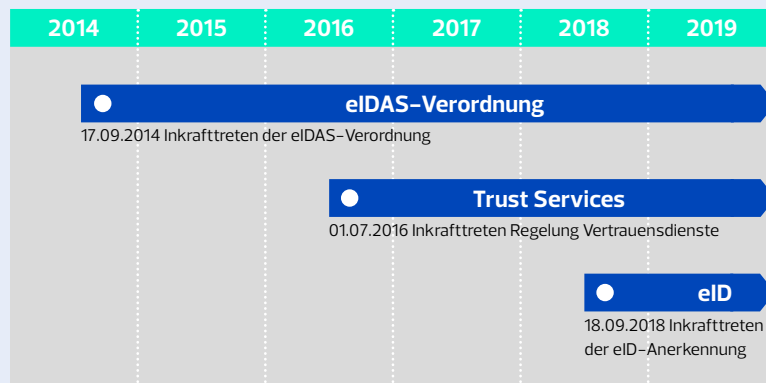 2014 2015 2016 2017 2018 2019
eIDAS-Verordnung
17.09.2014 Inkrafttreten der eIDAS-Verordnung
Trust Services
01.07.2016 Inkrafttreten Regelung Vertrauensdienste
eID
18.09.2018 Inkrafttreten
der eID-Anerkennung